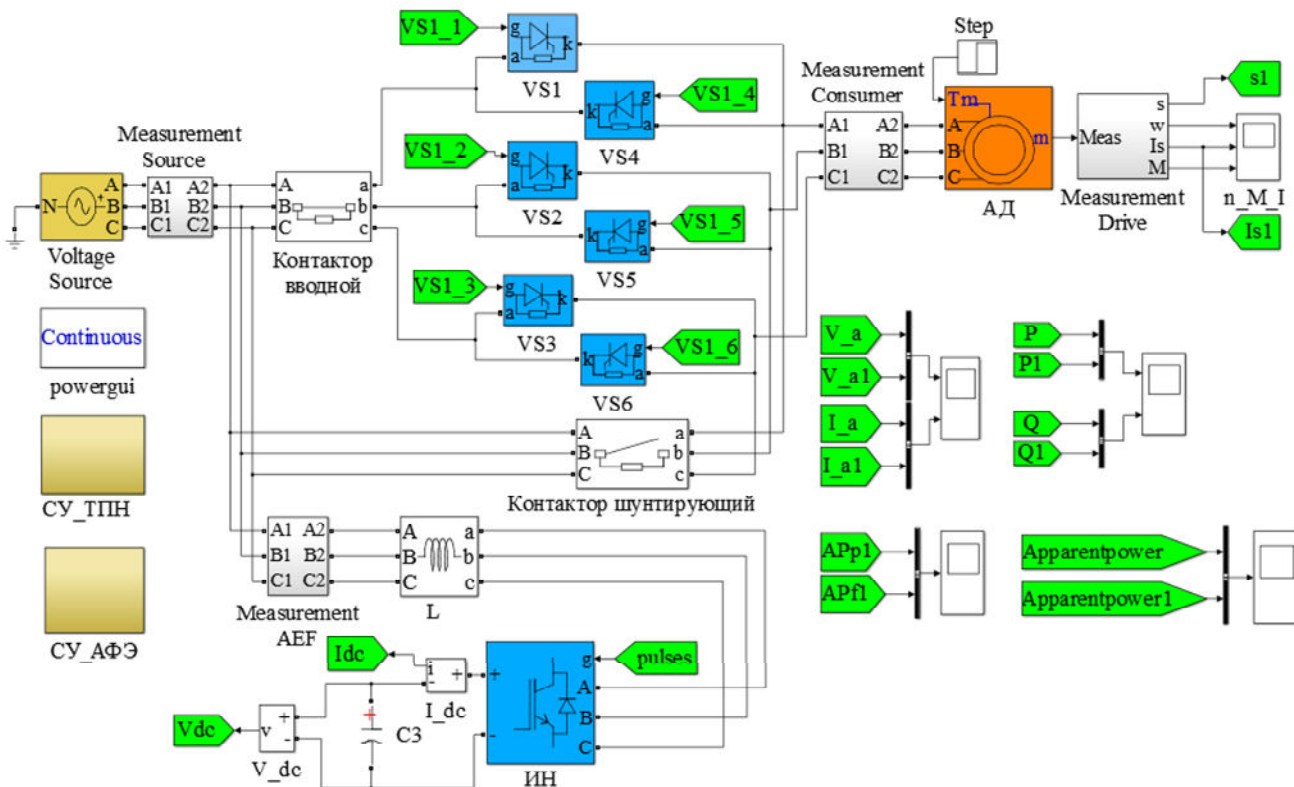 VS1_1
g
k
a
VS1
Step
VS1_4
k
g
a
VS4
Measurement
Consumer
A1 A2
B1 B2
C1 C2
Tm
A
B
C
m
АД
Meas
s
w
Is
M
Measurement
Drive
s1
n_M_I
Is1
Measurement
Source
A1 A2
B1 B2
C1 C2
N
A
B
C
Voltage
Source
A a
B b
C c
Контактор
вводной
VS1_2
g
k
a
VS2
VS1_5
k
g
a
VS5
VS1_3
g
k
a
VS3
VS1_6
k
g
a
VS6
Continuous
powergui
V_a
V_a1
I_a
I_a1
P
P1
Q
Q1
СУ_ТПН
A a
B b
C c
Контактор шунтирующий
СУ_АФЭ
A1 A2
B1 B2
C1 C2
Measurement
AEF
A a
B b
C c
L
APp1
APf1
Apparentpower
Apparentpower1
Idc
i
+
-
I_dc
pulses
g
+
-
A
B
C
ИН
Vdc
v
+
-
V_dc
+
C3